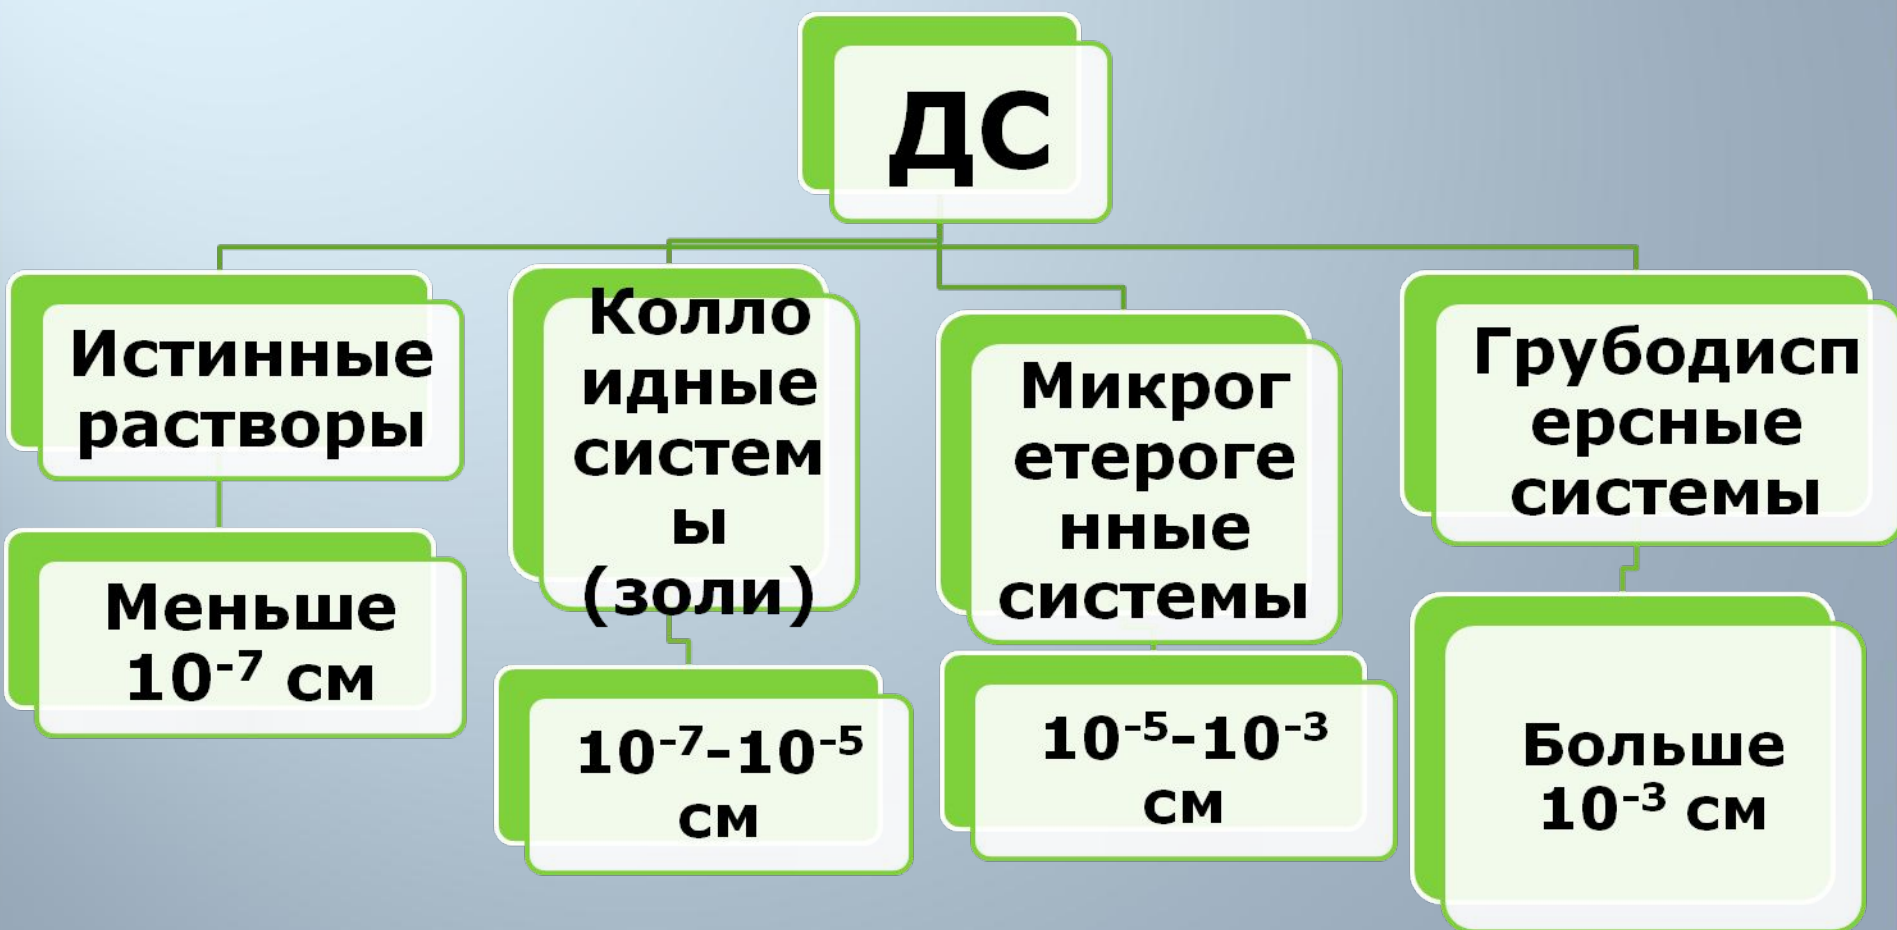 ДС
Истинные
растворы
Меньше
10⁻⁷ см
Колло
идные
систем
ы
(золи)
10⁻⁷-10⁻⁵
см
Микрог
етероге
нные
системы
10⁻⁵-10⁻³
см
Грубодисп
ерсные
системы
Больше
10⁻³ см